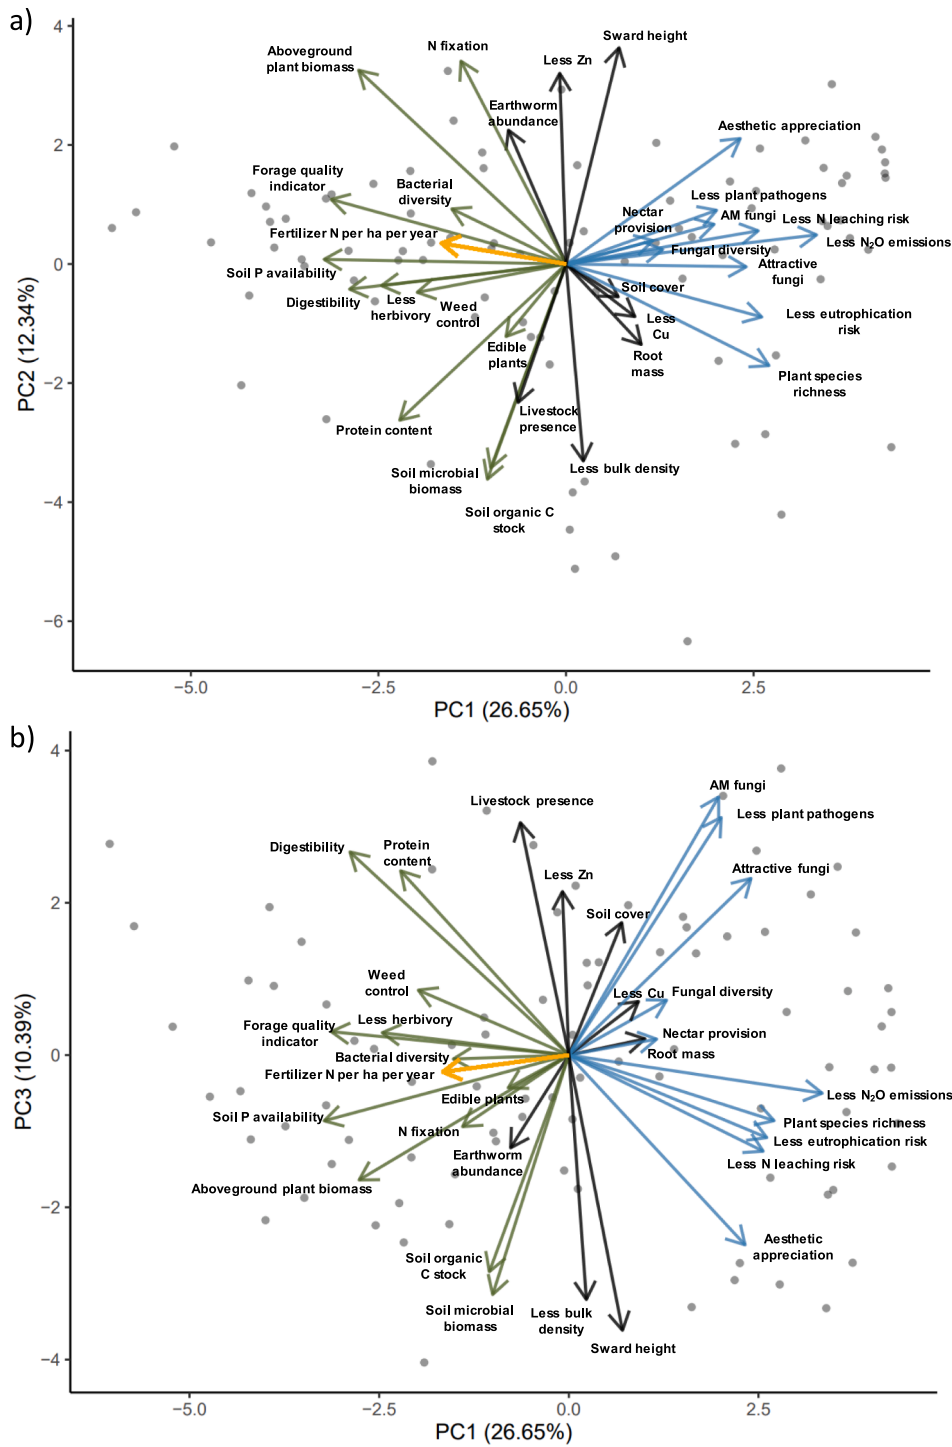 a)
4
2
0
−2
−4
−6
PC2 (12.34%)
Sward height
N fixation
Aboveground
plant biomass
Less Zn
Earthworm
abundance
Aesthetic appreciation
Forage quality
indicator
Bacterial
diversity
Less plant pathogens
Nectar
provision
AM fungi
Less N leaching risk
Fertilizer N per ha per year
Fungal diversity
Less N₂O emissions
Soil P availability
Attractive
fungi
Digestibility
Less
herbivory
Weed
control
Soil cover
Less
Cu
Less eutrophication
risk
Edible
plants
Root
mass
Plant species
richness
Protein content
Livestock
presence
Soil microbial
biomass
Less bulk density
Soil organic C
stock
−5.0
−2.5
0.0
2.5
PC1 (26.65%)
b)
4
2
0
−2
−4
PC3 (10.39%)
AM fungi
Livestock presence
Less plant pathogens
Digestibility
Protein
content
Attractive fungi
Less Zn
Soil cover
Weed
control
Less Cu
Fungal diversity
Forage quality
indicator
Less herbivory
Nectar provision
Bacterial diversity
Root mass
Fertilizer N per ha per year
Edible plants
Less N₂O emissions
Soil P availability
Plant species richness
N fixation
Less eutrophication risk
Earthworm
abundance
Less N leaching risk
Aboveground plant biomass
Aesthetic
appreciation
Soil organic
C stock
Soil microbial
biomass
Less bulk
density
Sward height
−5.0
−2.5
0.0
2.5
PC1 (26.65%)